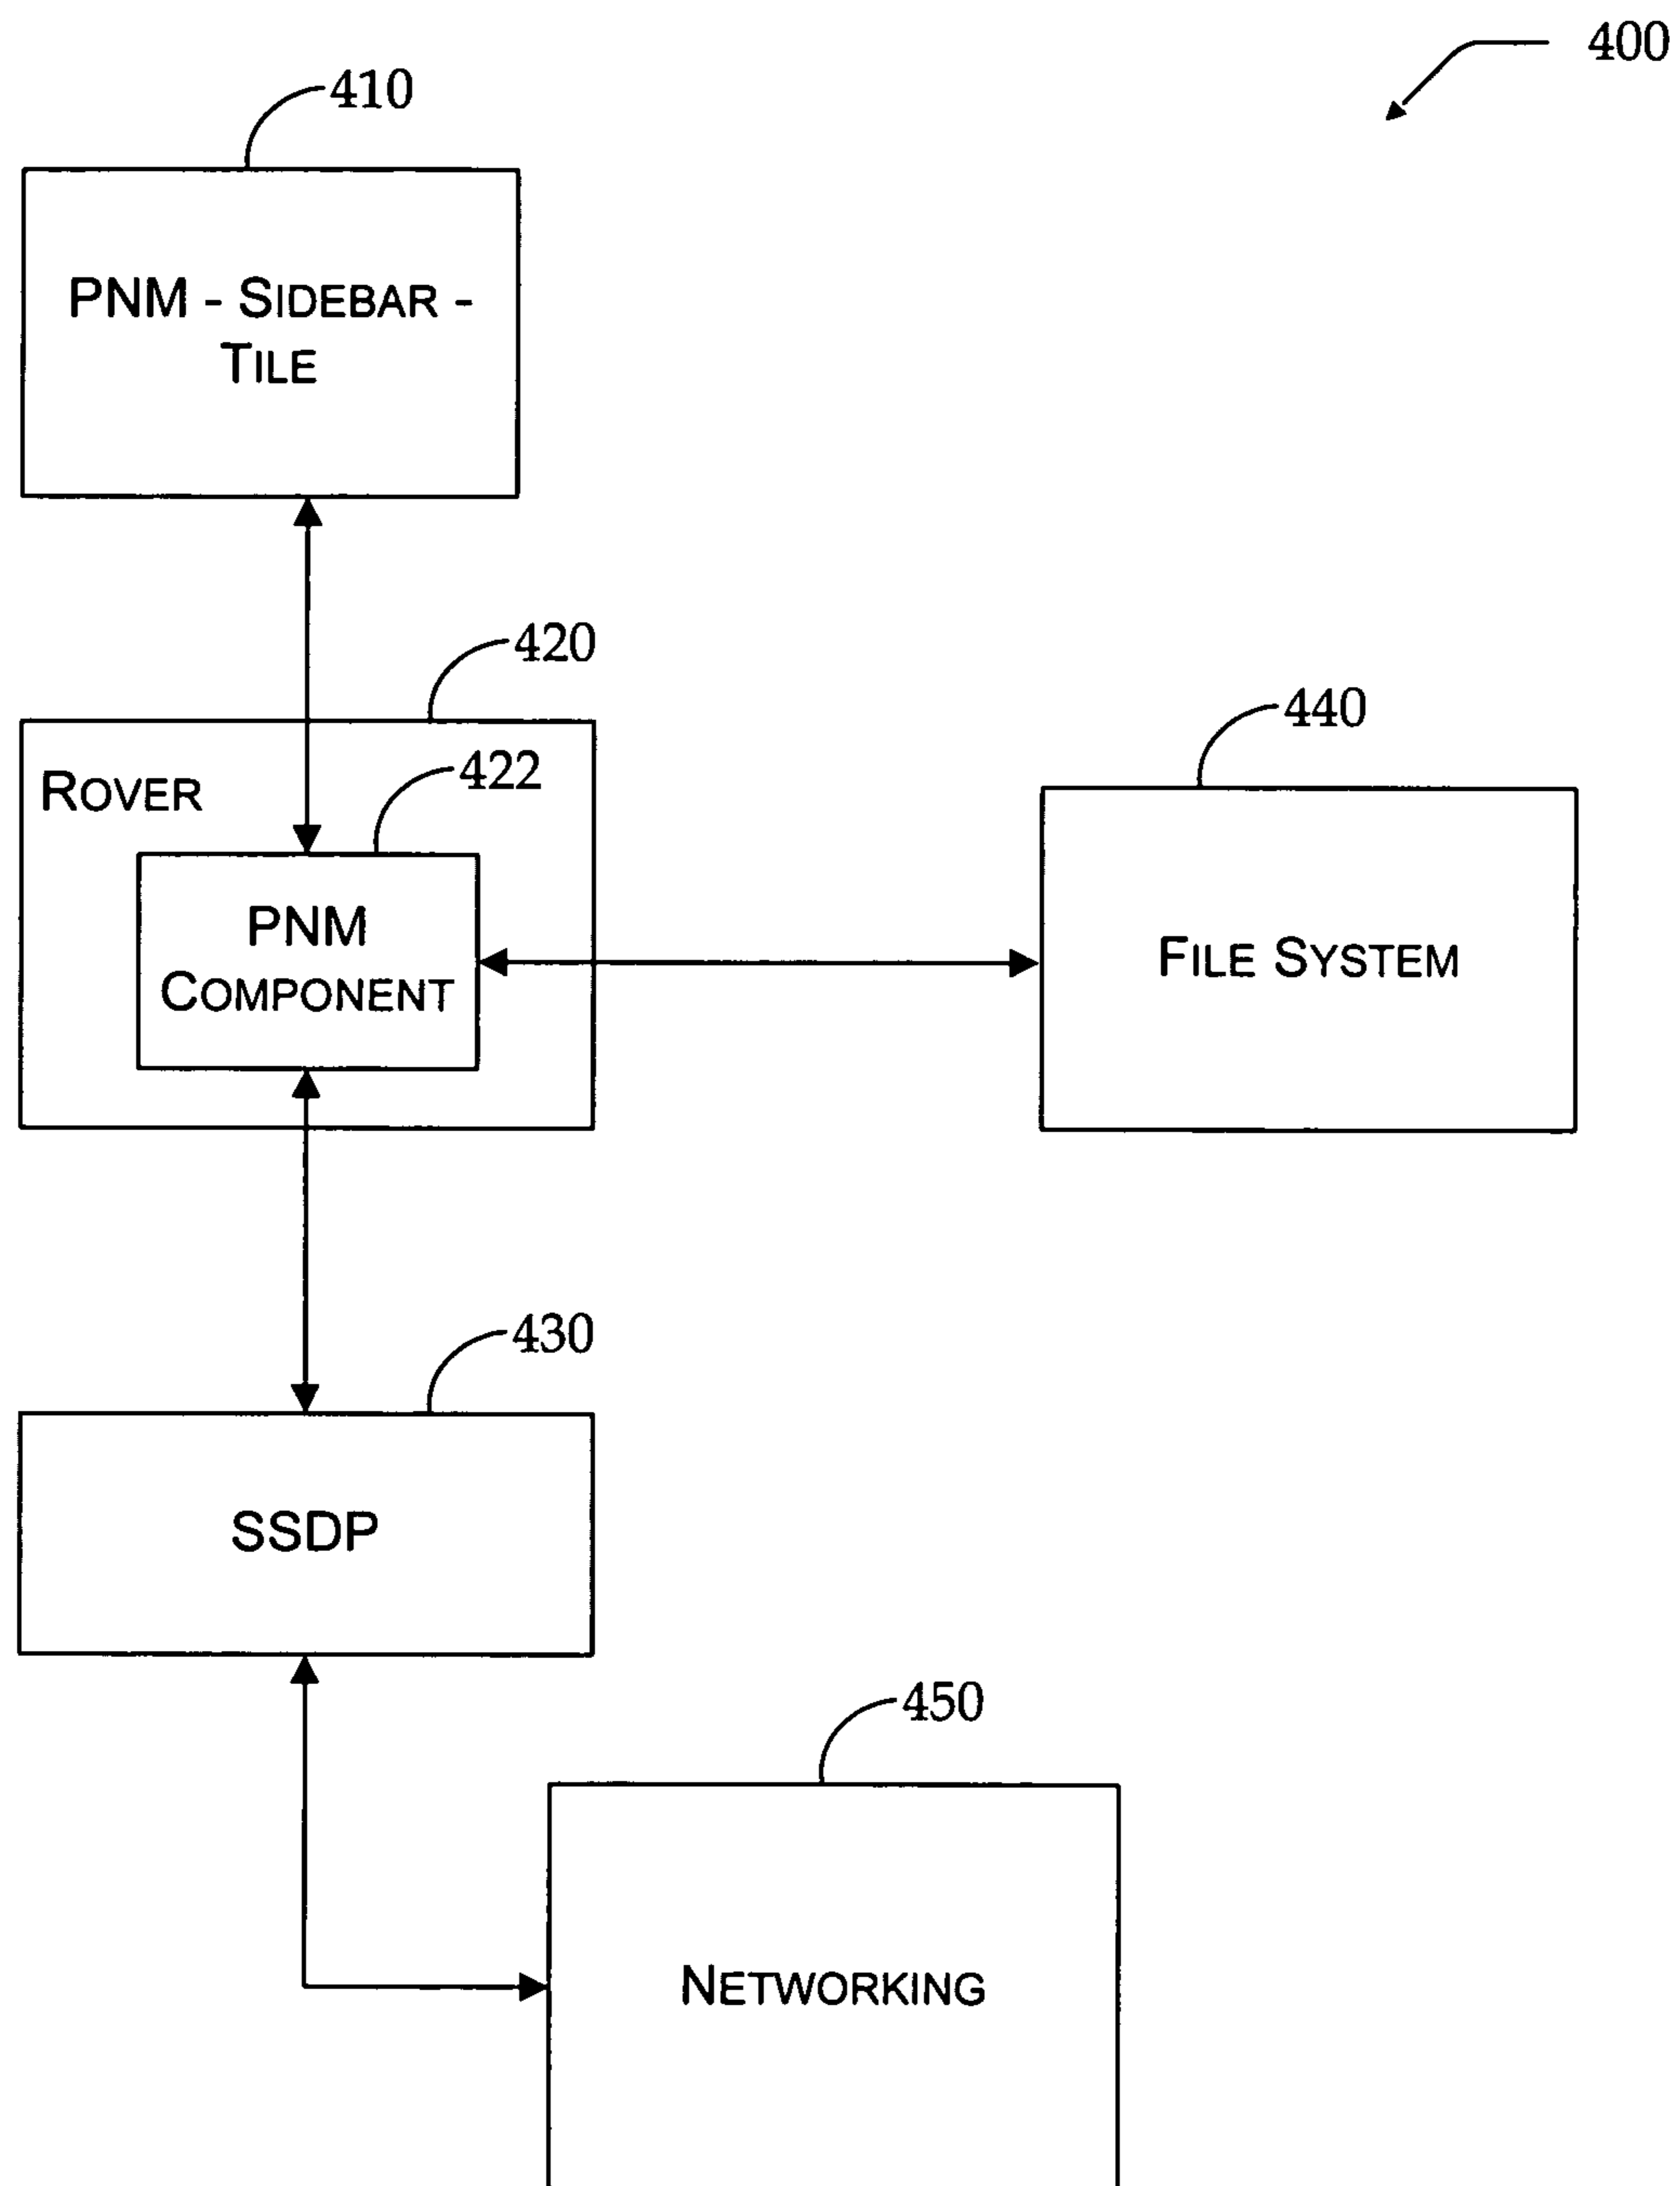 400
410
PNM - SIDEBAR -
TILE
420
ROVER
422
PNM
COMPONENT
440
FILE SYSTEM
430
SSDP
450
NETWORKING